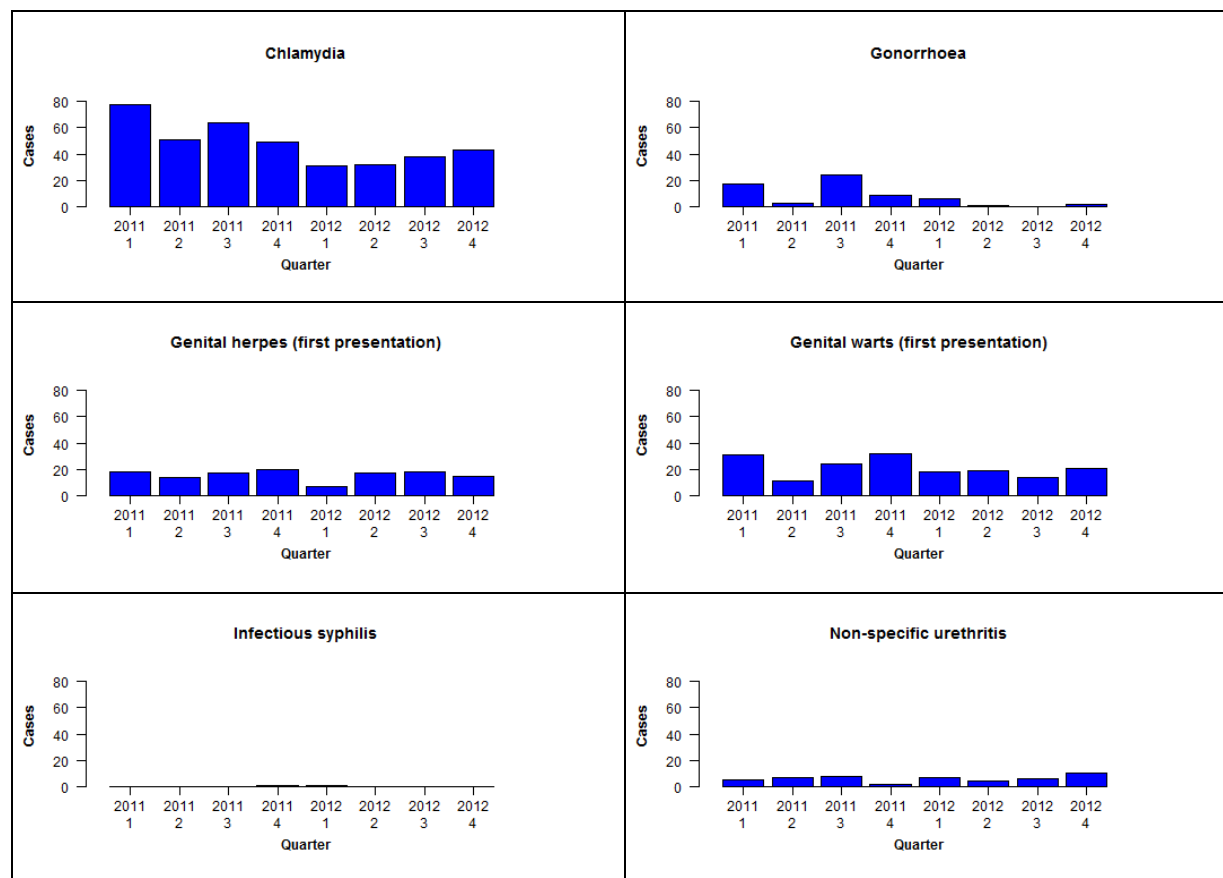 Chlamydia
Cases
80
60
40
20
0
2011 2011 2011 2011 2012 2012 2012 2012
1 2 3 4 1 2 3 4
Quarter
Gonorrhoea
Cases
80
60
40
20
0
2011 2011 2011 2011 2012 2012 2012 2012
1 2 3 4 1 2 3 4
Quarter
Genital herpes (first presentation)
Cases
80
60
40
20
0
2011 2011 2011 2011 2012 2012 2012 2012
1 2 3 4 1 2 3 4
Quarter
Genital warts (first presentation)
Cases
80
60
40
20
0
2011 2011 2011 2011 2012 2012 2012 2012
1 2 3 4 1 2 3 4
Quarter
Infectious syphilis
Cases
80
60
40
20
0
2011 2011 2011 2011 2012 2012 2012 2012
1 2 3 4 1 2 3 4
Quarter
Non-specific urethritis
Cases
80
60
40
20
0
2011 2011 2011 2011 2012 2012 2012 2012
1 2 3 4 1 2 3 4
Quarter